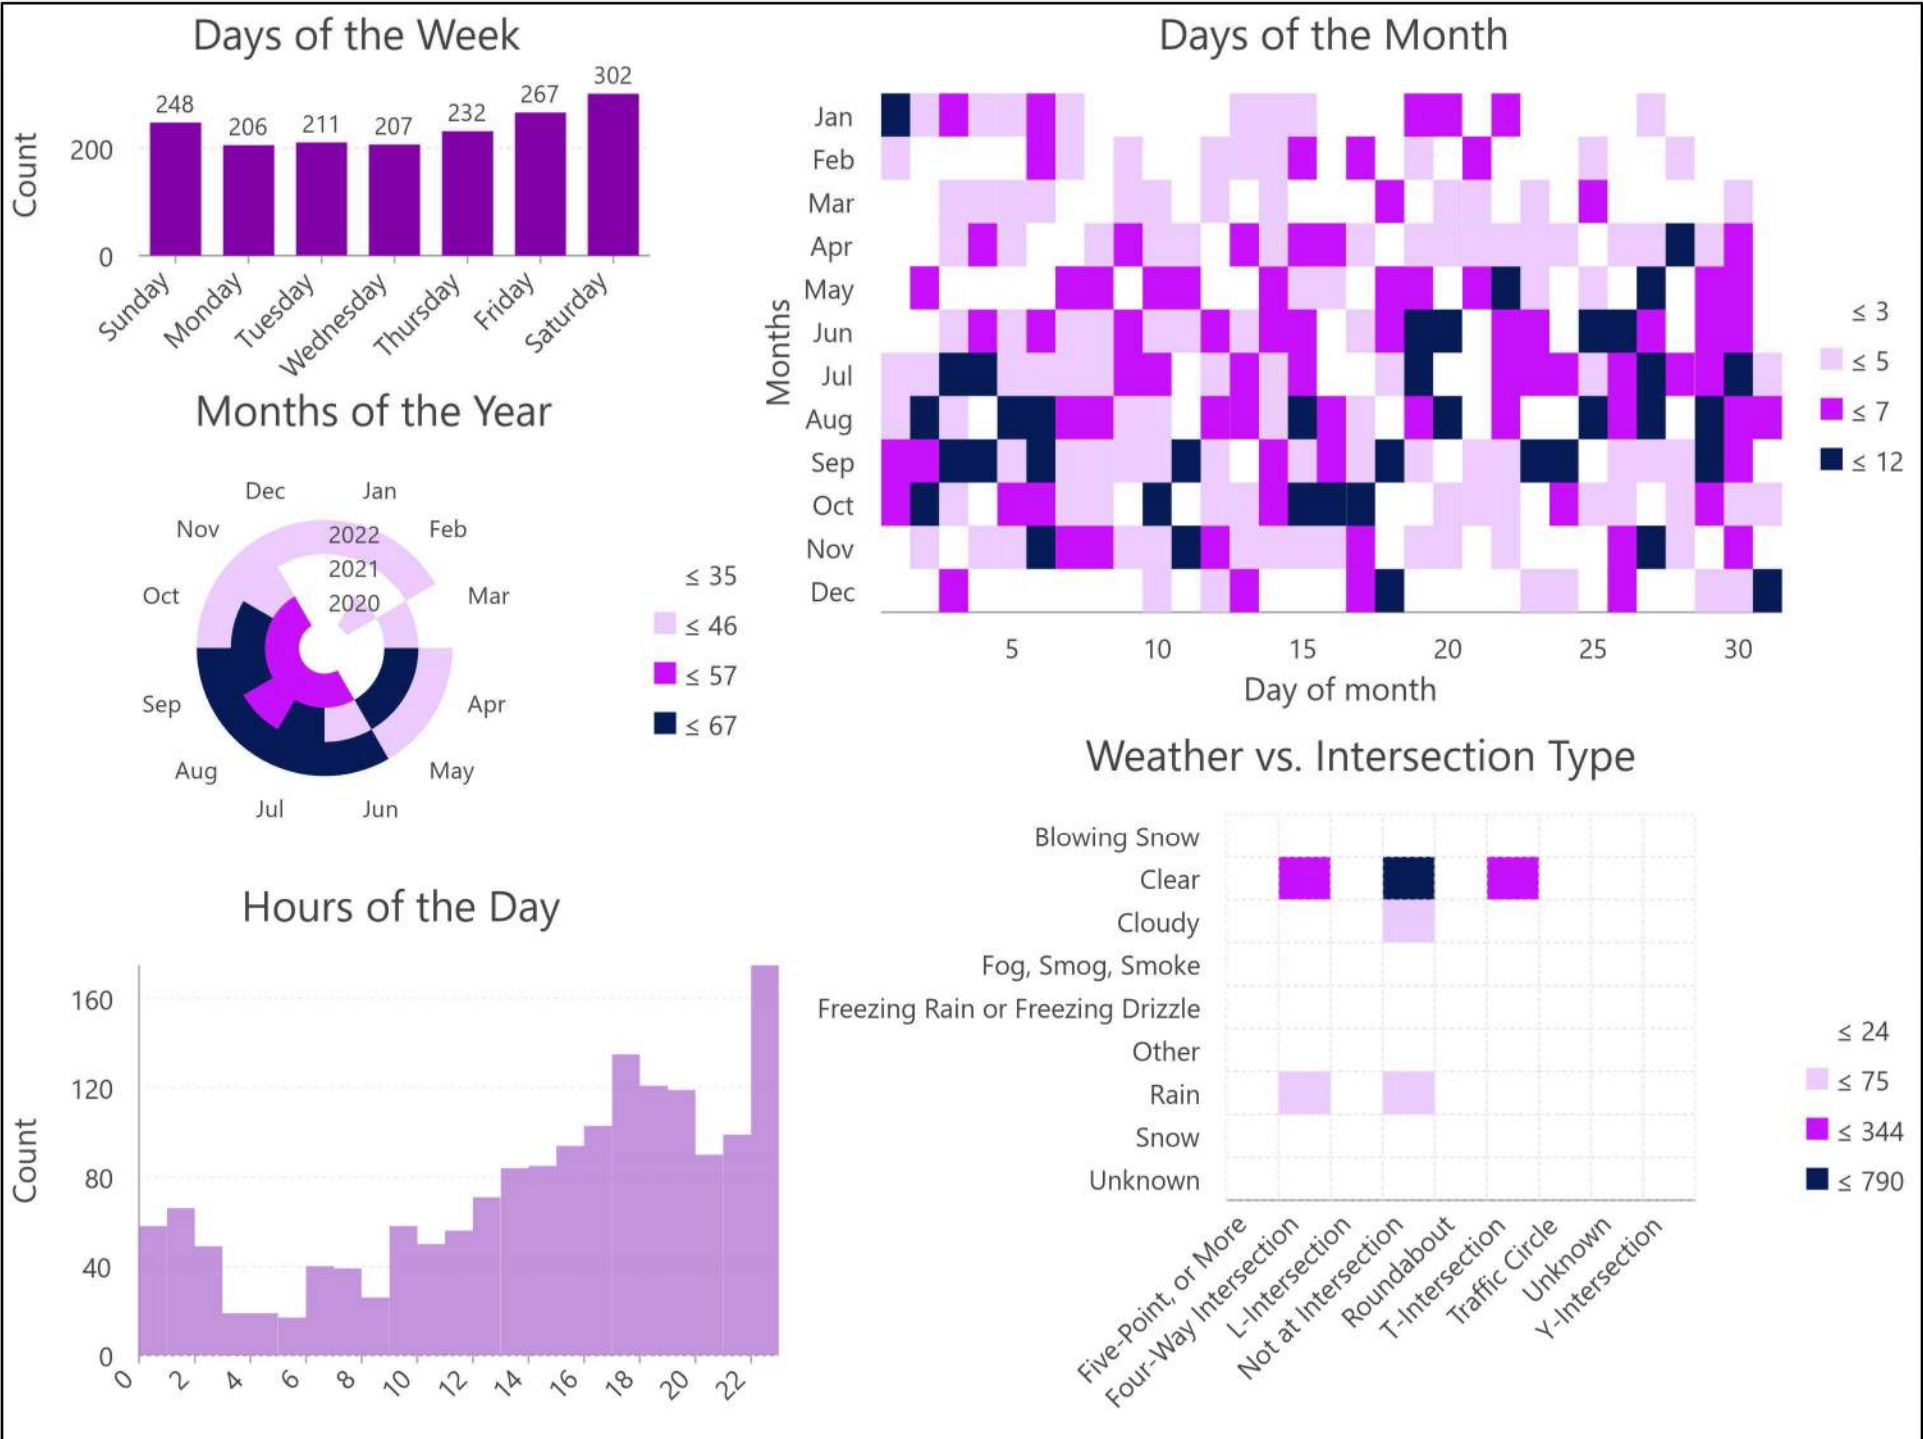 Days of the Week
Count
200
0
248
206
211
207
232
267
302
Sunday
Monday
Tuesday
Wednesday
Thursday
Friday
Saturday
Months of the Year
Dec
Jan
Nov
Feb
Oct
Mar
Sep
Apr
Aug
May
Jul
Jun
2022
2021
2020
≤ 35
≤ 46
≤ 57
≤ 67
Hours of the Day
Count
160
120
80
40
0
0
2
4
6
8
10
12
14
16
18
20
22
Days of the Month
Months
Jan
Feb
Mar
Apr
May
Jun
Jul
Aug
Sep
Oct
Nov
Dec
5
10
15
20
25
30
Day of month
≤ 3
≤ 5
≤ 7
≤ 12
Weather vs. Intersection Type
Blowing Snow
Clear
Cloudy
Fog, Smog, Smoke
Freezing Rain or Freezing Drizzle
Other
Rain
Snow
Unknown
Five-Point, or More
Four-Way Intersection
L-Intersection
Not at Intersection
Roundabout
T-Intersection
Traffic Circle
Unknown
Y-Intersection
≤ 24
≤ 75
≤ 344
≤ 790